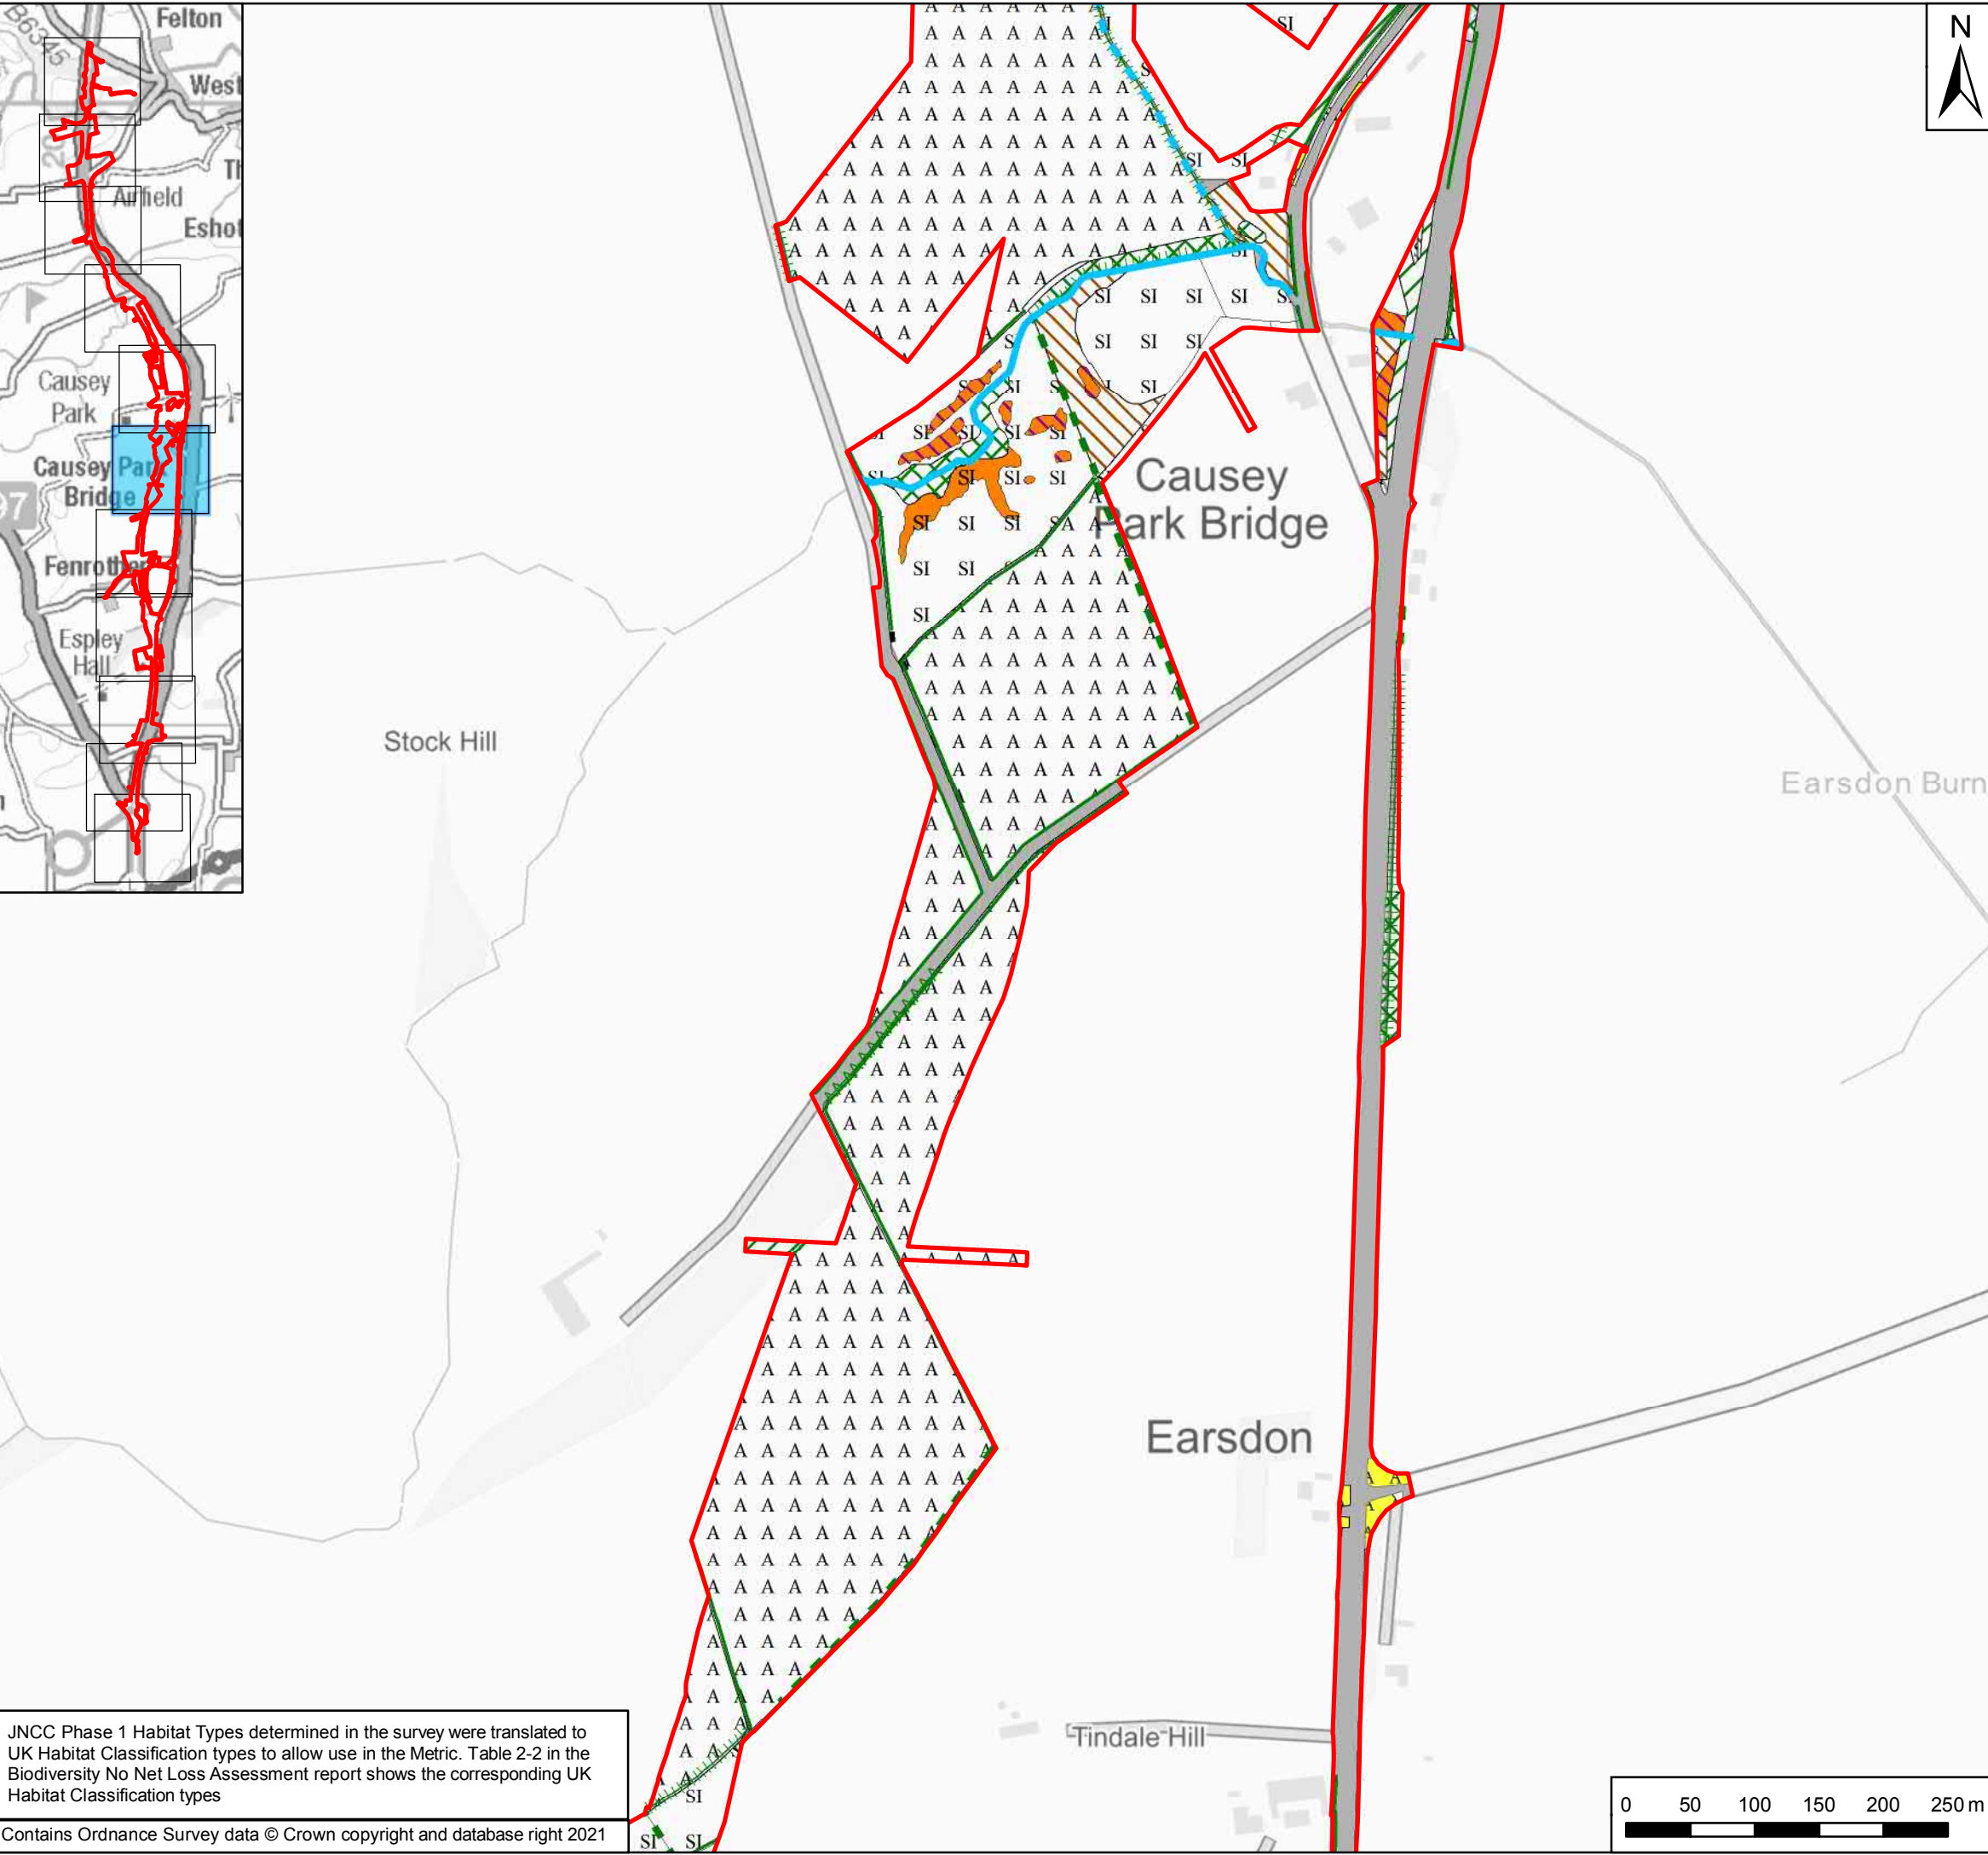 B6345
Felton
West
Airfield
Eshot
Causey
Park
Causey Park
Bridge
Fenrother
Espley
Hall
N
Causey
Park Bridge
Stock Hill
Earsdon Burn
Earsdon
Tindale Hill
JNCC Phase 1 Habitat Types determined in the survey were translated to
UK Habitat Classification types to allow use in the Metric. Table 2-2 in the
Biodiversity No Net Loss Assessment report shows the corresponding UK
Habitat Classification types
Contains Ordnance Survey data © Crown copyright and database right 2021
0 50 100 150 200 250 m